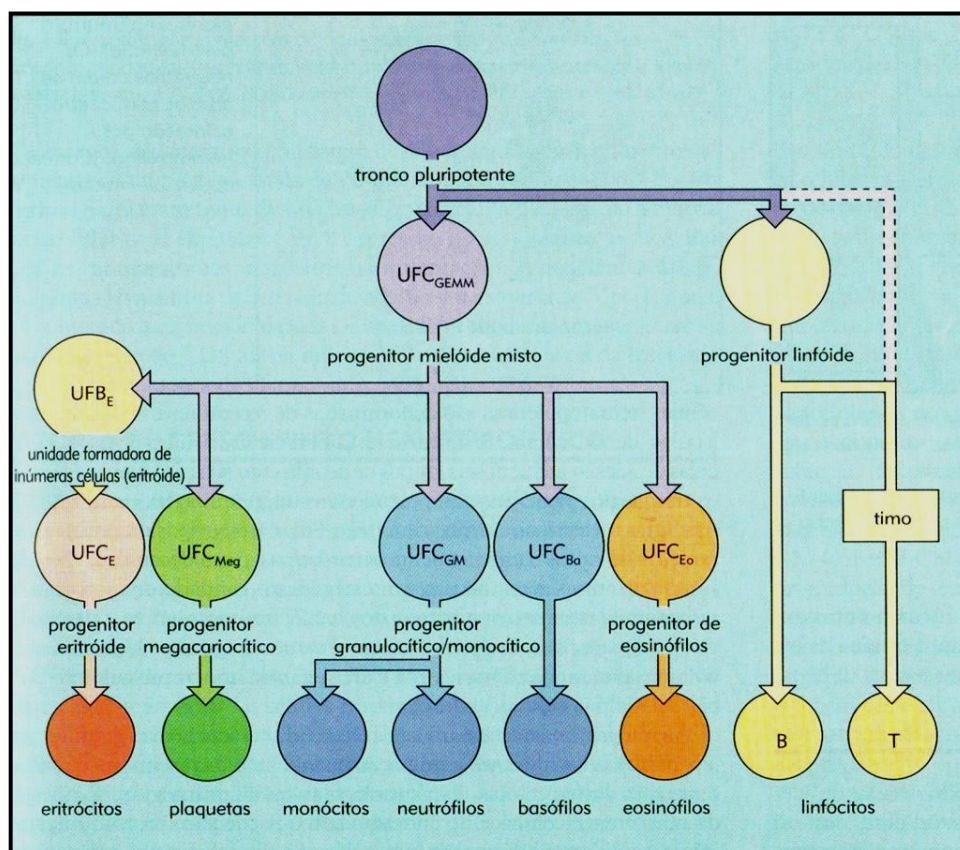 tronco pluripotente
UFC_GEMM
progenitor mielóide misto
progenitor linfóide
UFB_E
unidade formadora de
inúmeras células (eritróide)
UFC_E
UFC_Meg
UFC_GM
UFC_Ba
UFC_Eo
timo
progenitor
eritróide
progenitor
megacariocítico
progenitor
granulocítico/monocítico
progenitor de
eosinófilos
B
T
eritrócitos
plaquetas
monócitos
neutrófilos
basófilos
eosinófilos
linfócitos